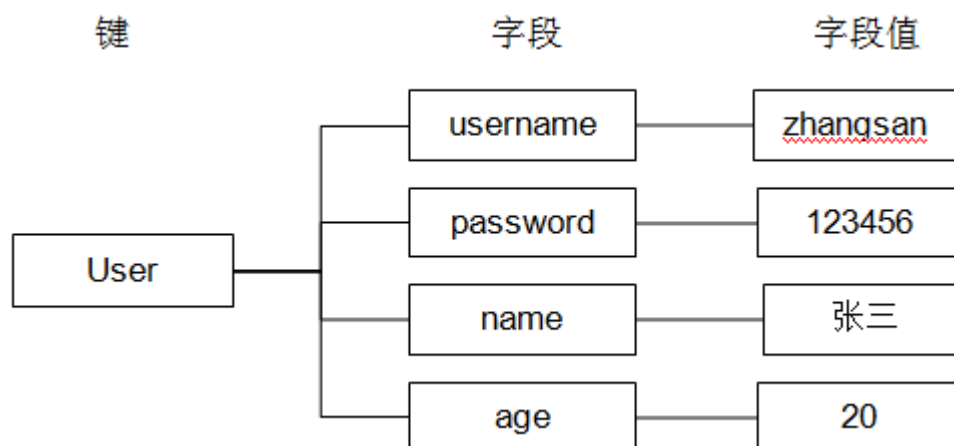 键 字段 字段值
username zhangsan
password 123456
User
name 张三
age 20